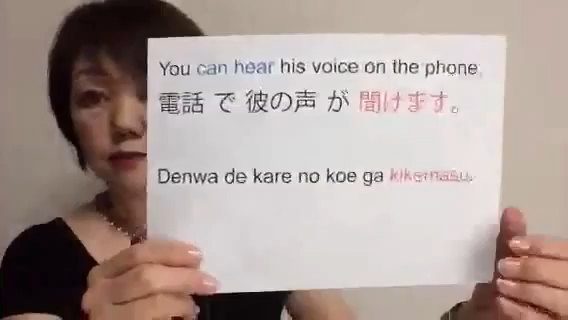 You can hear his voice on the phone.
電話 で 彼の声 が 聞けます。
Denwa de kare no koe ga kikemasu.